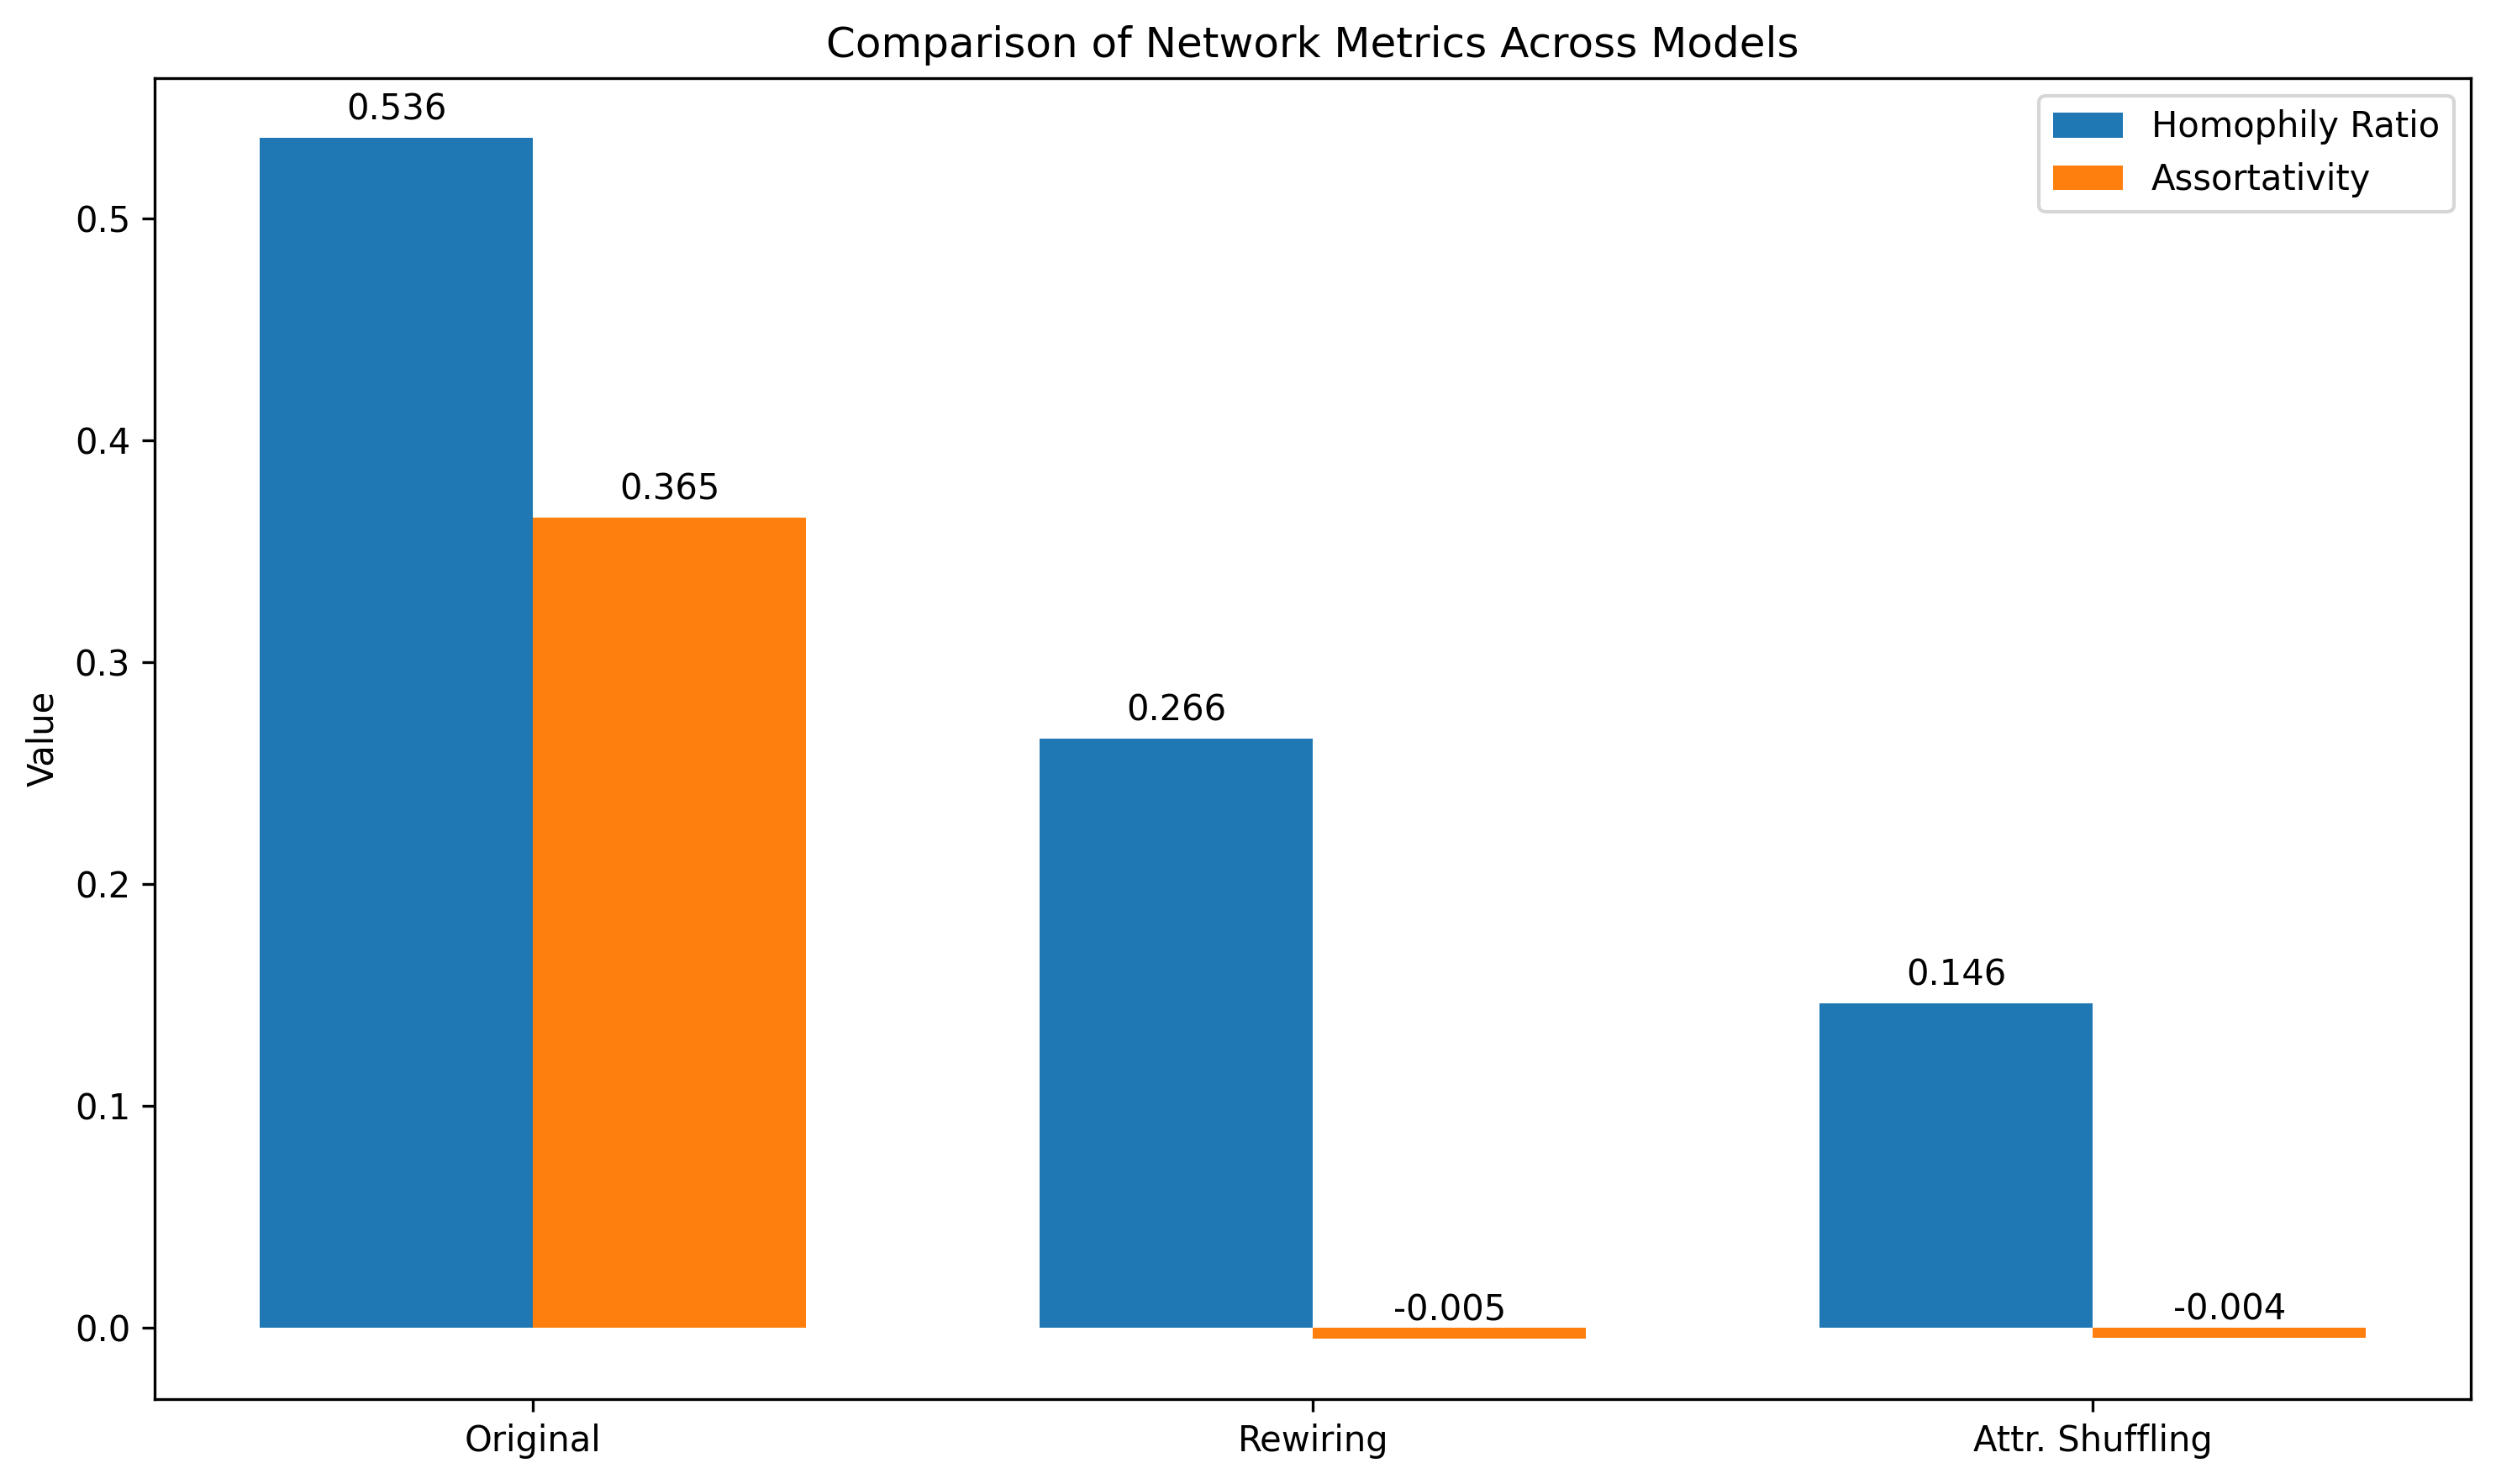 Comparison of Network Metrics Across Models
Homophily Ratio
Assortativity
0.536
0.365
0.266
-0.005
0.146
-0.004
Value
0.5
0.4
0.3
0.2
0.1
0.0
Original
Rewiring
Attr. Shuffling